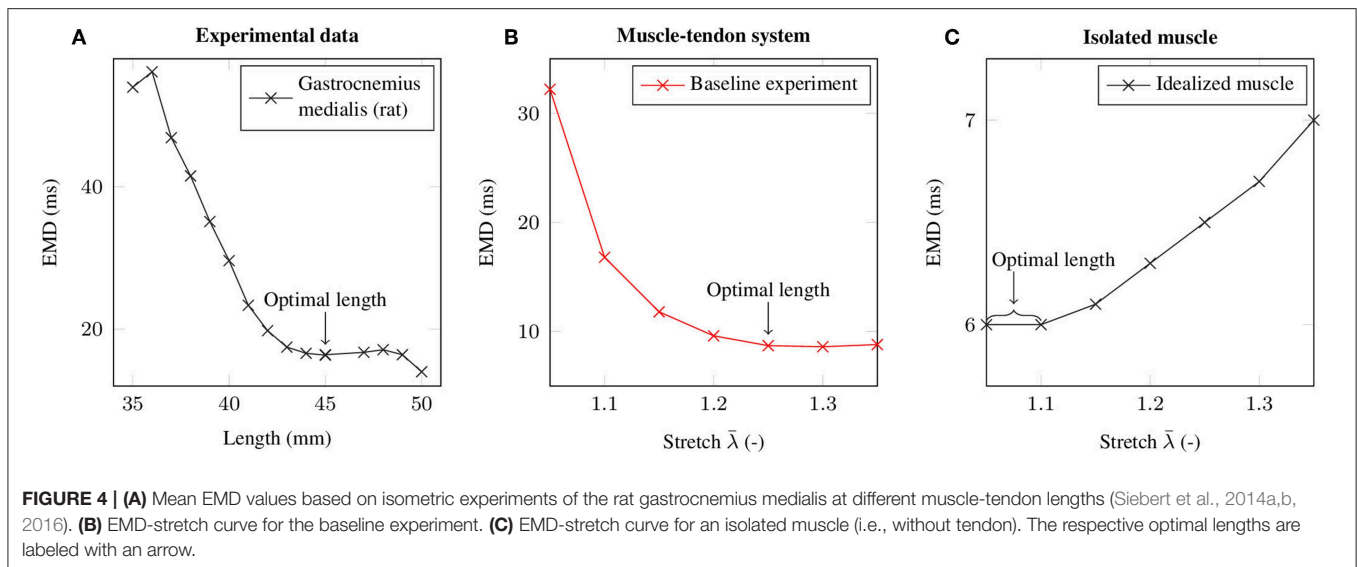 A Experimental data
Gastrocnemius
medialis (rat)
EMD (ms)
40
20
Optimal length
35 40 45 50
Length (mm)
B Muscle-tendon system
Baseline experiment
EMD (ms)
30
20
10
Optimal length
1.1 1.2 1.3
Stretch λ̄ (-)
C Isolated muscle
Idealized muscle
EMD (ms)
7
6
Optimal length
1.1 1.2 1.3
Stretch λ̄ (-)
FIGURE 4 | (A) Mean EMD values based on isometric experiments of the rat gastrocnemius medialis at different muscle-tendon lengths (Siebert et al., 2014a,b,
2016). (B) EMD-stretch curve for the baseline experiment. (C) EMD-stretch curve for an isolated muscle (i.e., without tendon). The respective optimal lengths are
labeled with an arrow.